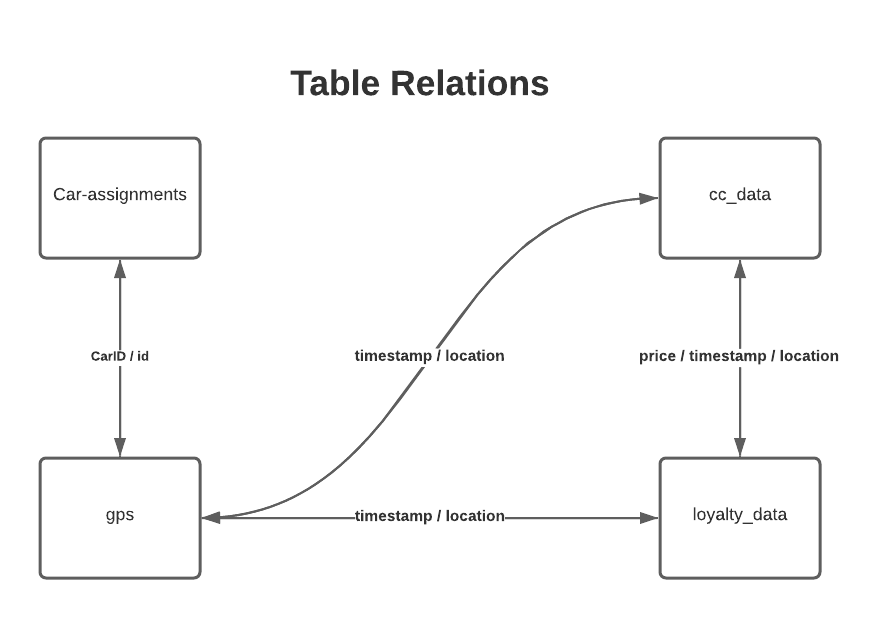 Table Relations
Car-assignments
cc_data
CarID / id
timestamp / location
price / timestamp / location
gps
timestamp / location
loyalty_data